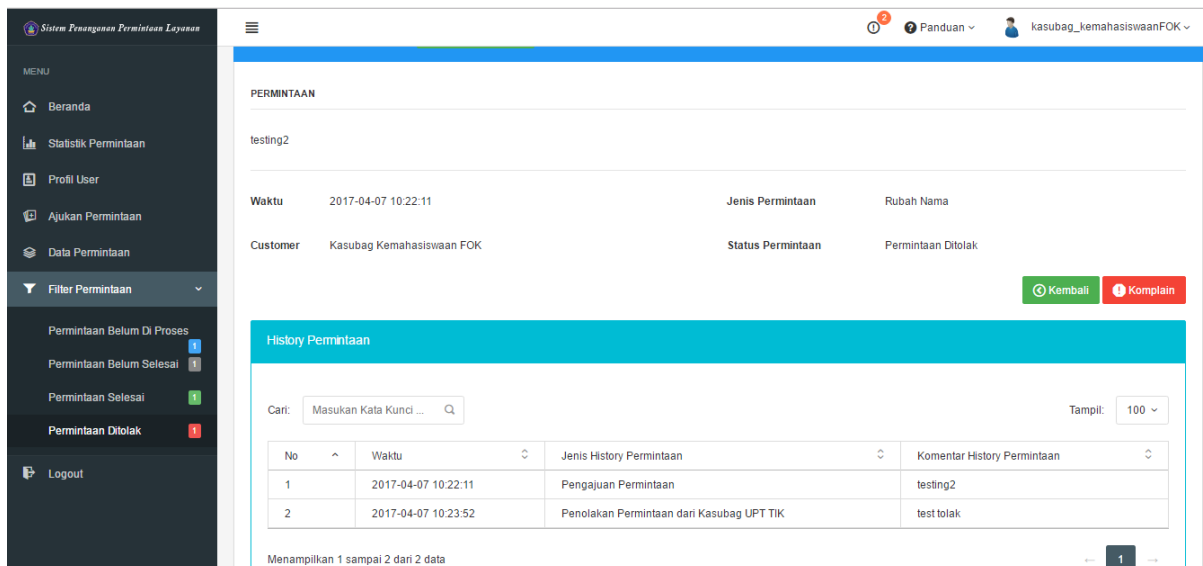 Sistem Penanganan Permintaan Layanan
2
Panduan
kasubag_kemahasiswaanFOK
MENU
Beranda
Statistik Permintaan
Profil User
Ajukan Permintaan
Data Permintaan
Filter Permintaan
Permintaan Belum Di Proses
1
Permintaan Belum Selesai 1
Permintaan Selesai 1
Permintaan Ditolak 1
Logout
PERMINTAAN
testing2
Waktu 2017-04-07 10:22:11 Jenis Permintaan Rubah Nama
Customer Kasubag Kemahasiswaan FOK Status Permintaan Permintaan Ditolak
Kembali Komplain
History Permintaan
Cari: Masukan Kata Kunci ... Tampil: 100
No Waktu Jenis History Permintaan Komentar History Permintaan
1 2017-04-07 10:22:11 Pengajuan Permintaan testing2
2 2017-04-07 10:23:52 Penolakan Permintaan dari Kasubag UPT TIK test tolak
Menampilkan 1 sampai 2 dari 2 data ← 1 →